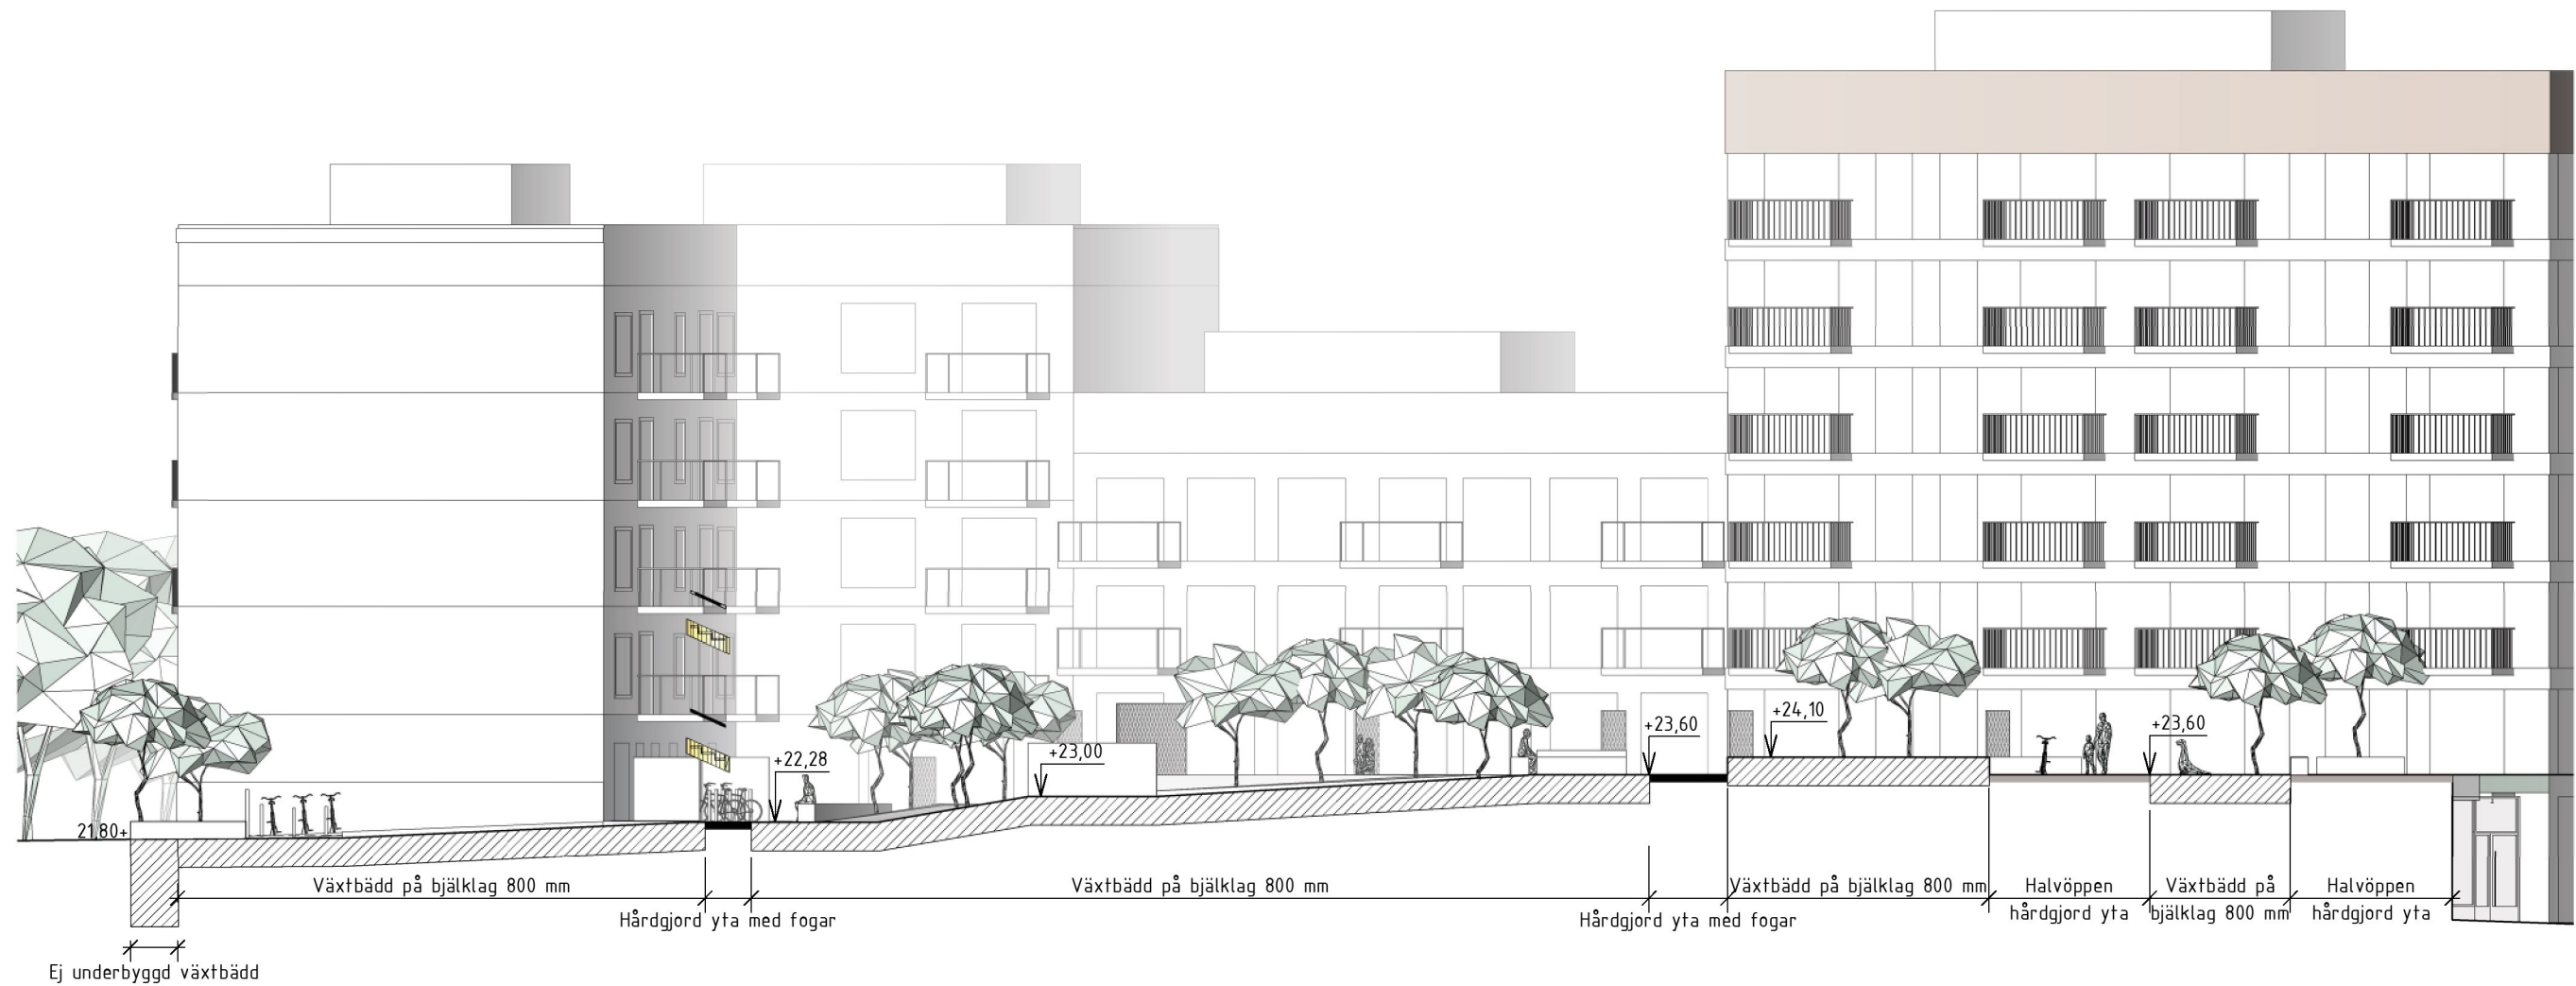 +24,10
+23,60
+23,60
+23,00
+22,28
21,80+
Växtbädd på bjälklag 800 mm
Växtbädd på bjälklag 800 mm
Växtbädd på bjälklag 800 mm
Halvöppen
hårdgjord yta
Växtbädd på
bjälklag 800 mm
Halvöppen
hårdgjord yta
Hårdgjord yta med fogar
Hårdgjord yta med fogar
Ej underbyggd växtbädd